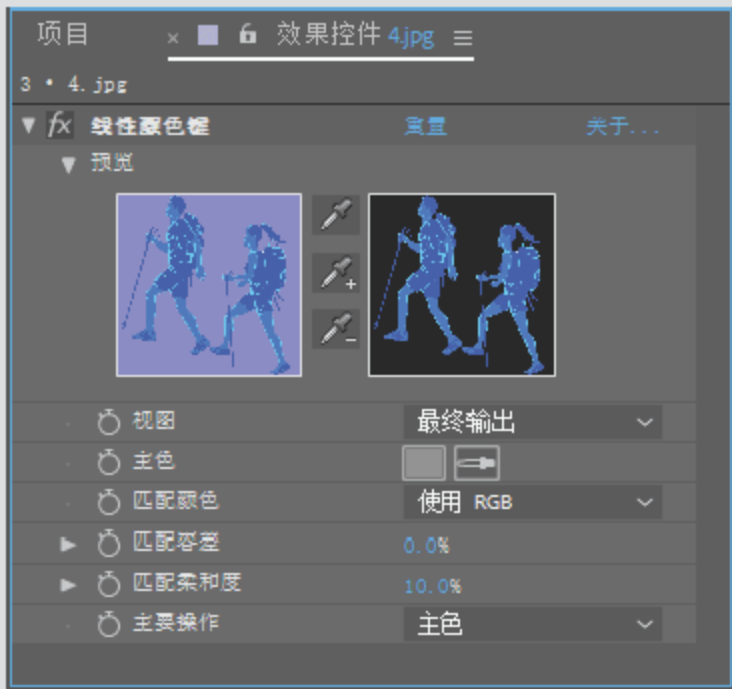 项目 × 效果控件 4.jpg ≡
3 • 4.jpg
fx 线性颜色键 重置 关于...
预览
视图 最终输出
主色
匹配颜色 使用 RGB
匹配容差 0.0%
匹配柔和度 10.0%
主要操作 主色